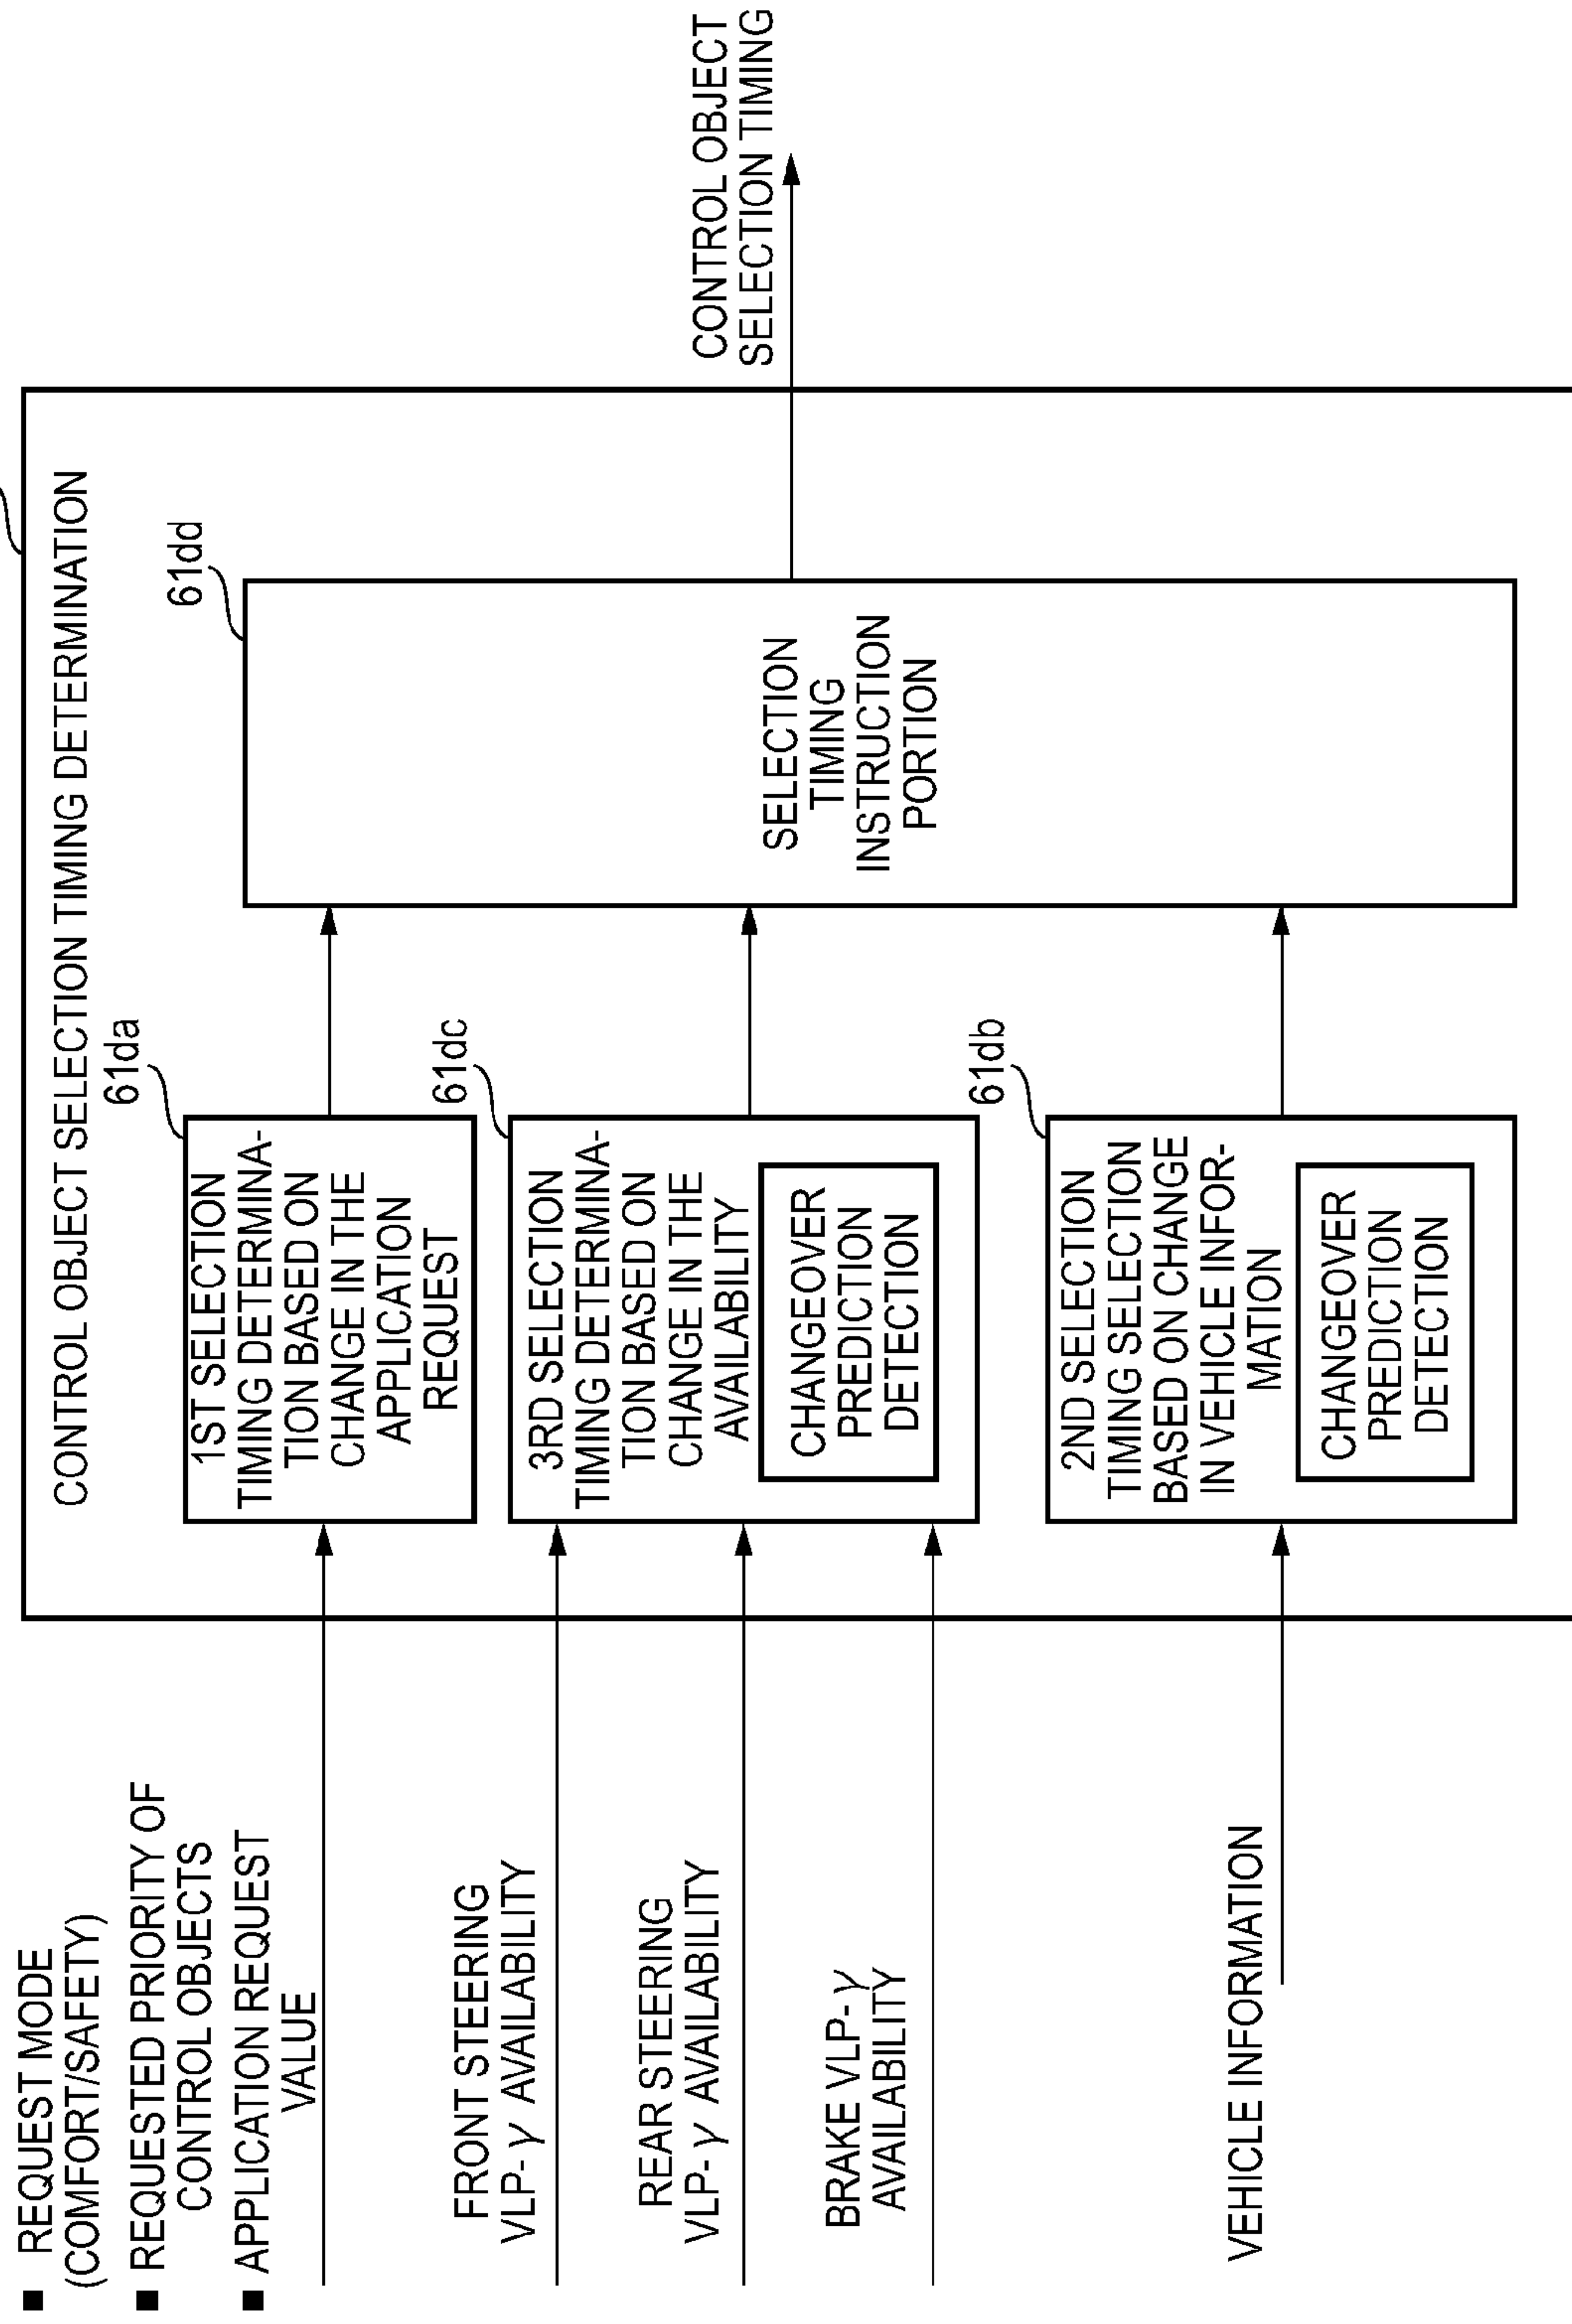 CONTROL OBJECT SELECTION TIMING DETERMINATION
■ REQUEST MODE
(COMFORT/SAFETY)
■ REQUESTED PRIORITY OF
CONTROL OBJECTS
■ APPLICATION REQUEST
VALUE
FRONT STEERING
VLP-γ AVAILABILITY
REAR STEERING
VLP-γ AVAILABILITY
BRAKE VLP-γ
AVAILABILITY
VEHICLE INFORMATION
61da
1ST SELECTION
TIMING DETERMINA-
TION BASED ON
CHANGE IN THE
APPLICATION
REQUEST
61dc
3RD SELECTION
TIMING DETERMINA-
TION BASED ON
CHANGE IN THE
AVAILABILITY
CHANGEOVER
PREDICTION
DETECTION
61db
2ND SELECTION
TIMING SELECTION
BASED ON CHANGE
IN VEHICLE INFOR-
MATION
CHANGEOVER
PREDICTION
DETECTION
61dd
SELECTION
TIMING
INSTRUCTION
PORTION
CONTROL OBJECT
SELECTION TIMING